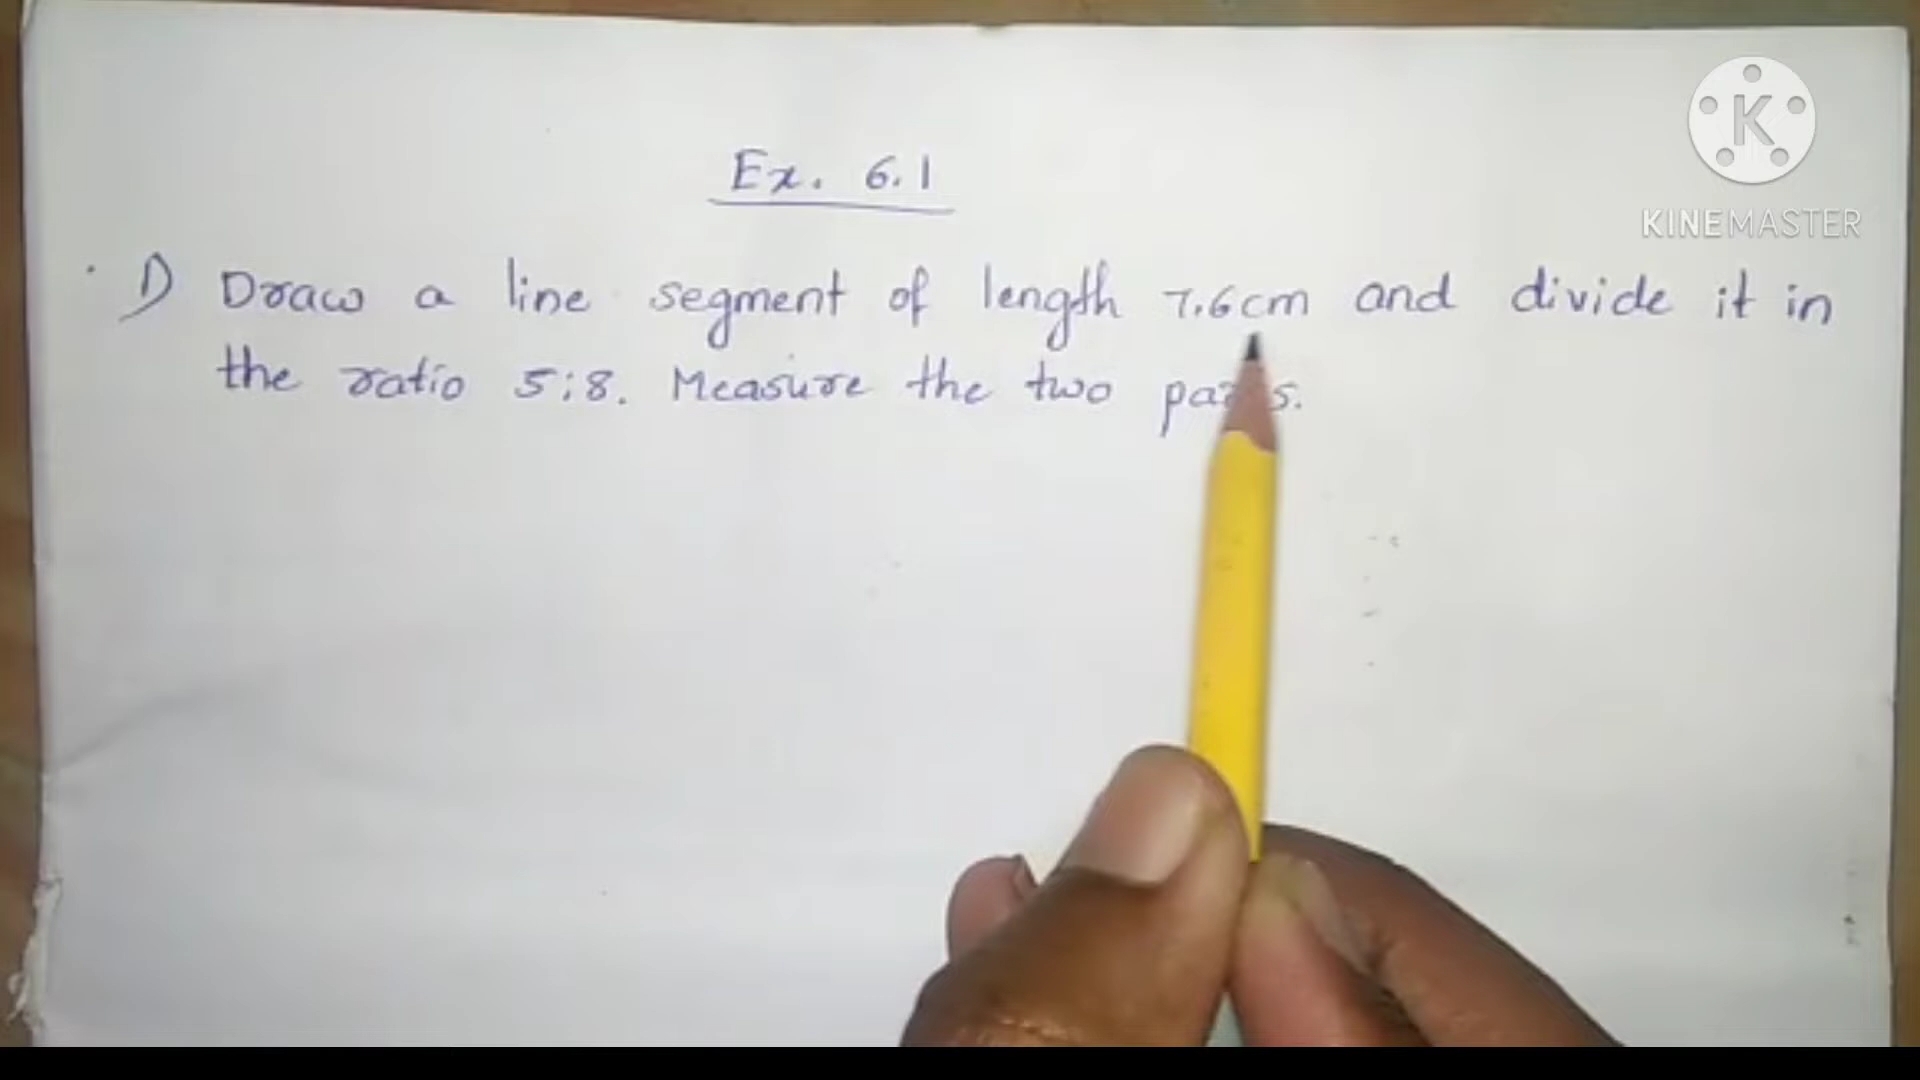 Ex. 6.1
1) Draw a line segment of length 7.6cm and divide it in
the ratio 5:8. Measure the two parts.
K
KINEMASTER